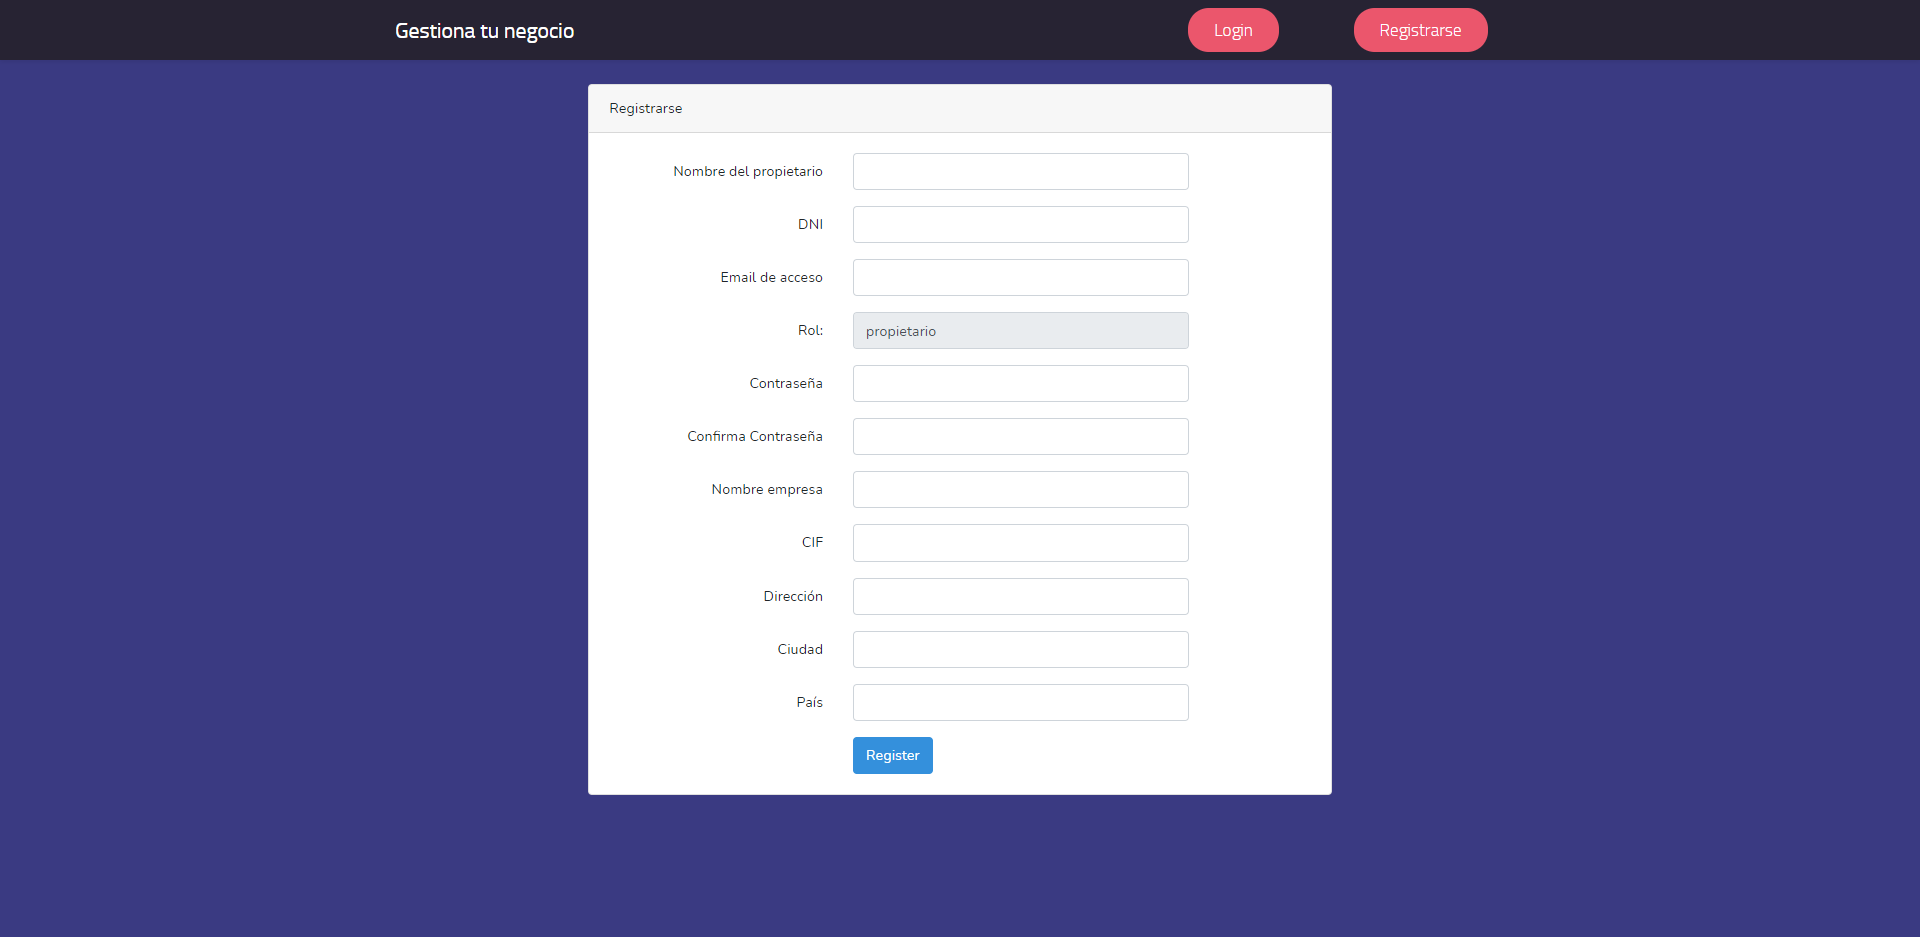 Gestiona tu negocio
Login
Registrarse
Registrarse
Nombre del propietario
DNI
Email de acceso
Rol:
propietario
Contraseña
Confirma Contraseña
Nombre empresa
CIF
Dirección
Ciudad
País
Register